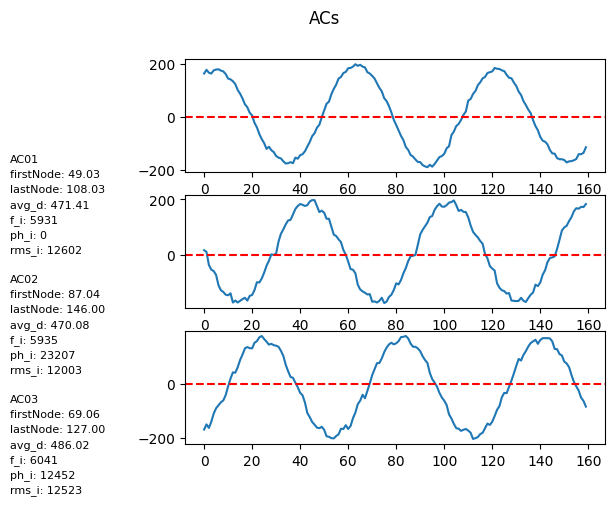 ACs
200
0
−200
0 20 40 60 80 100 120 140 160
200
0
0 20 40 60 80 100 120 140 160
0
−200
0 20 40 60 80 100 120 140 160
AC01
firstNode: 49.03
lastNode: 108.03
avg_d: 471.41
f_i: 5931
ph_i: 0
rms_i: 12602
AC02
firstNode: 87.04
lastNode: 146.00
avg_d: 470.08
f_i: 5935
ph_i: 23207
rms_i: 12003
AC03
firstNode: 69.06
lastNode: 127.00
avg_d: 486.02
f_i: 6041
ph_i: 12452
rms_i: 12523